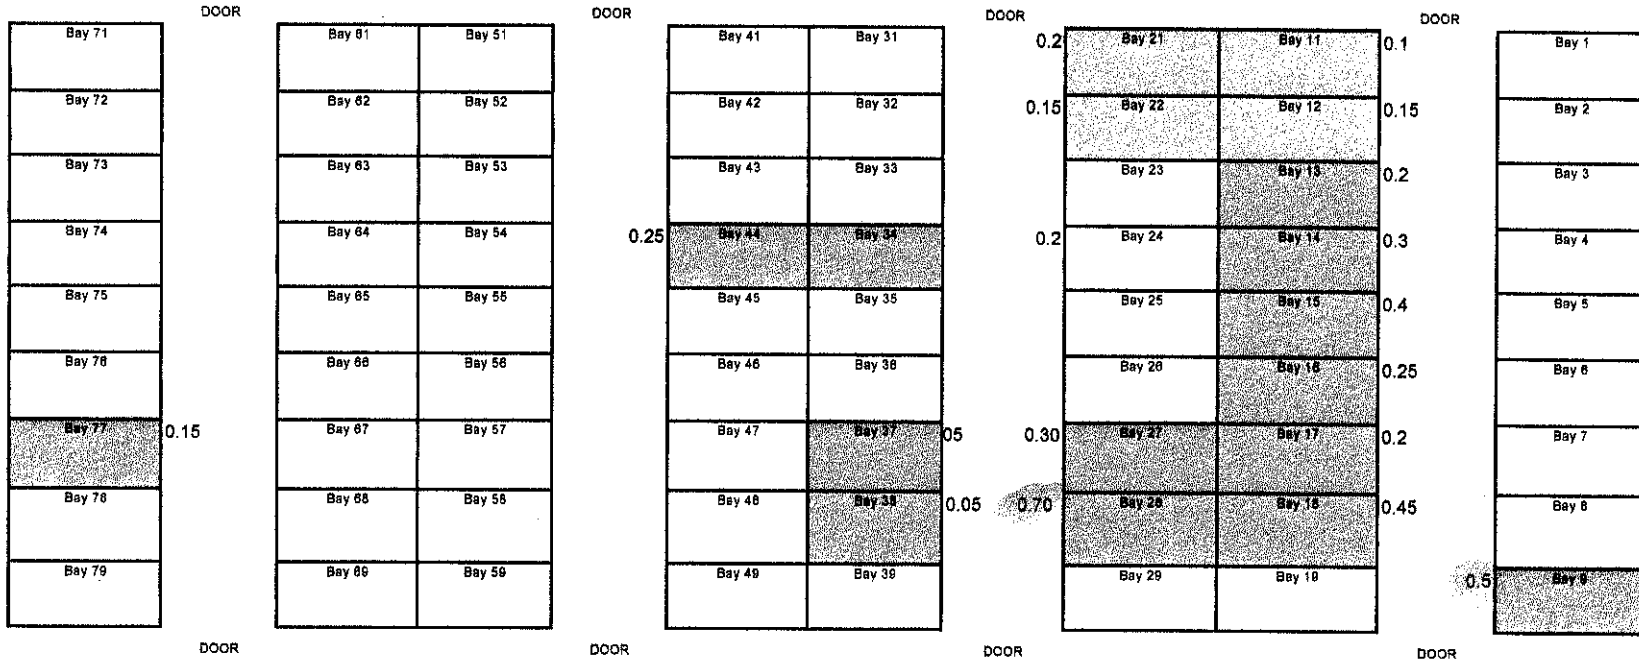 DOOR DOOR DOOR DOOR
Bay 71 Bay 61 Bay 51 Bay 41 Bay 31 0.2 Bay 21 Bay 11 0.1 Bay 1
Bay 72 Bay 62 Bay 52 Bay 42 Bay 32 0.15 Bay 22 Bay 12 0.15 Bay 2
Bay 73 Bay 63 Bay 53 Bay 43 Bay 33 Bay 23 Bay 13 0.2 Bay 3
Bay 74 Bay 64 Bay 54 0.25 Bay 44 Bay 34 0.2 Bay 24 Bay 14 0.3 Bay 4
Bay 75 Bay 65 Bay 55 Bay 45 Bay 35 Bay 25 Bay 15 0.4 Bay 5
Bay 76 Bay 66 Bay 56 Bay 46 Bay 36 Bay 26 Bay 16 0.25 Bay 6
Bay 77 0.15 Bay 67 Bay 57 Bay 47 Bay 37 05 0.30 Bay 27 Bay 17 0.2 Bay 7
Bay 78 Bay 68 Bay 58 Bay 48 Bay 38 0.05 0.70 Bay 28 Bay 18 0.45 Bay 8
Bay 79 Bay 69 Bay 59 Bay 49 Bay 39 Bay 29 Bay 19 0.5 Bay 9
DOOR DOOR DOOR DOOR